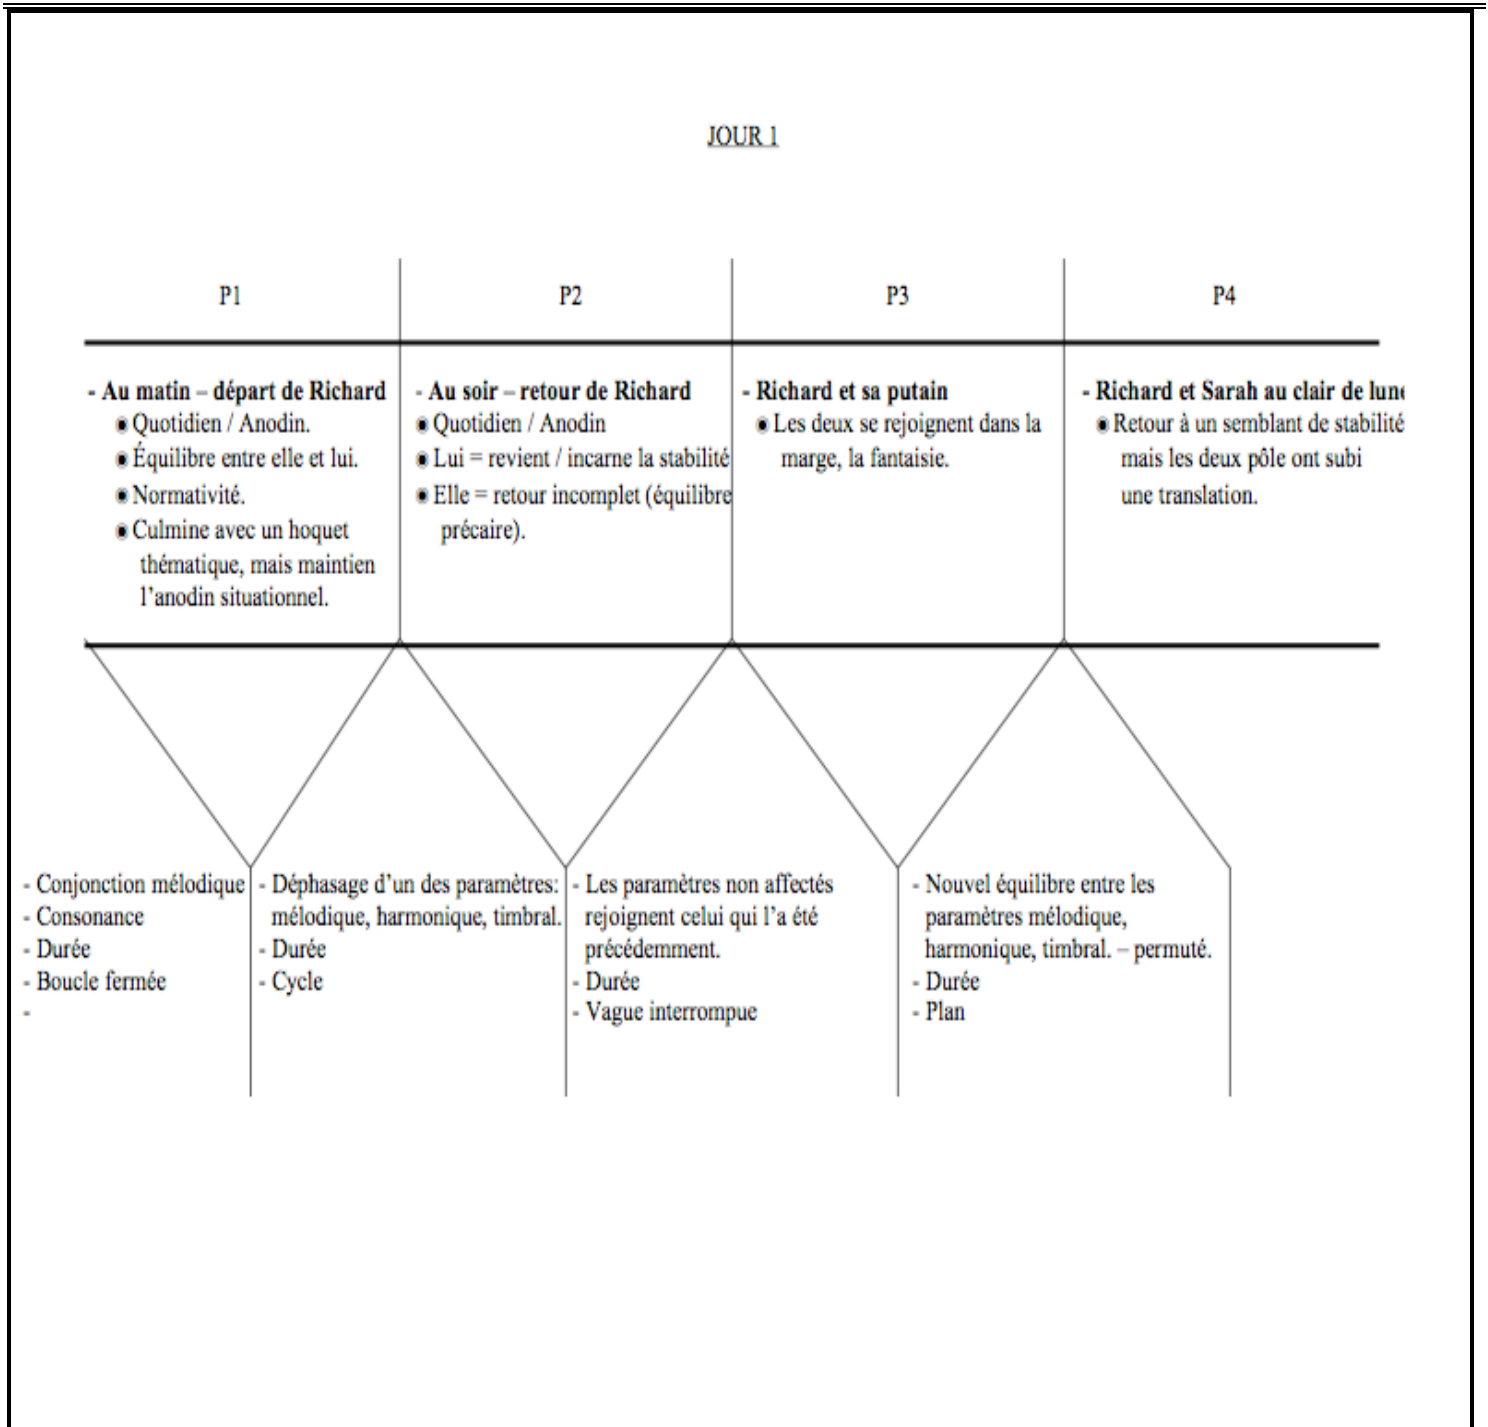 JOUR 1
P1
P2
P3
P4
- Au matin – départ de Richard
◉ Quotidien / Anodin.
◉ Équilibre entre elle et lui.
◉ Normativité.
◉ Culmine avec un hoquet
thématique, mais maintien
l’anodin situationnel.
- Au soir – retour de Richard
◉ Quotidien / Anodin
◉ Lui = revient / incarne la stabilité
◉ Elle = retour incomplet (équilibre
précaire).
- Richard et sa putain
◉ Les deux se rejoignent dans la
marge, la fantaisie.
- Richard et Sarah au clair de lune
◉ Retour à un semblant de stabilité
mais les deux pôle ont subi
une translation.
- Conjonction mélodique
- Consonance
- Durée
- Boucle fermée
-
- Déphasage d’un des paramètres:
mélodique, harmonique, timbral.
- Durée
- Cycle
- Les paramètres non affectés
rejoignent celui qui l’a été
précédemment.
- Durée
- Vague interrompue
- Nouvel équilibre entre les
paramètres mélodique,
harmonique, timbral. – permuté.
- Durée
- Plan